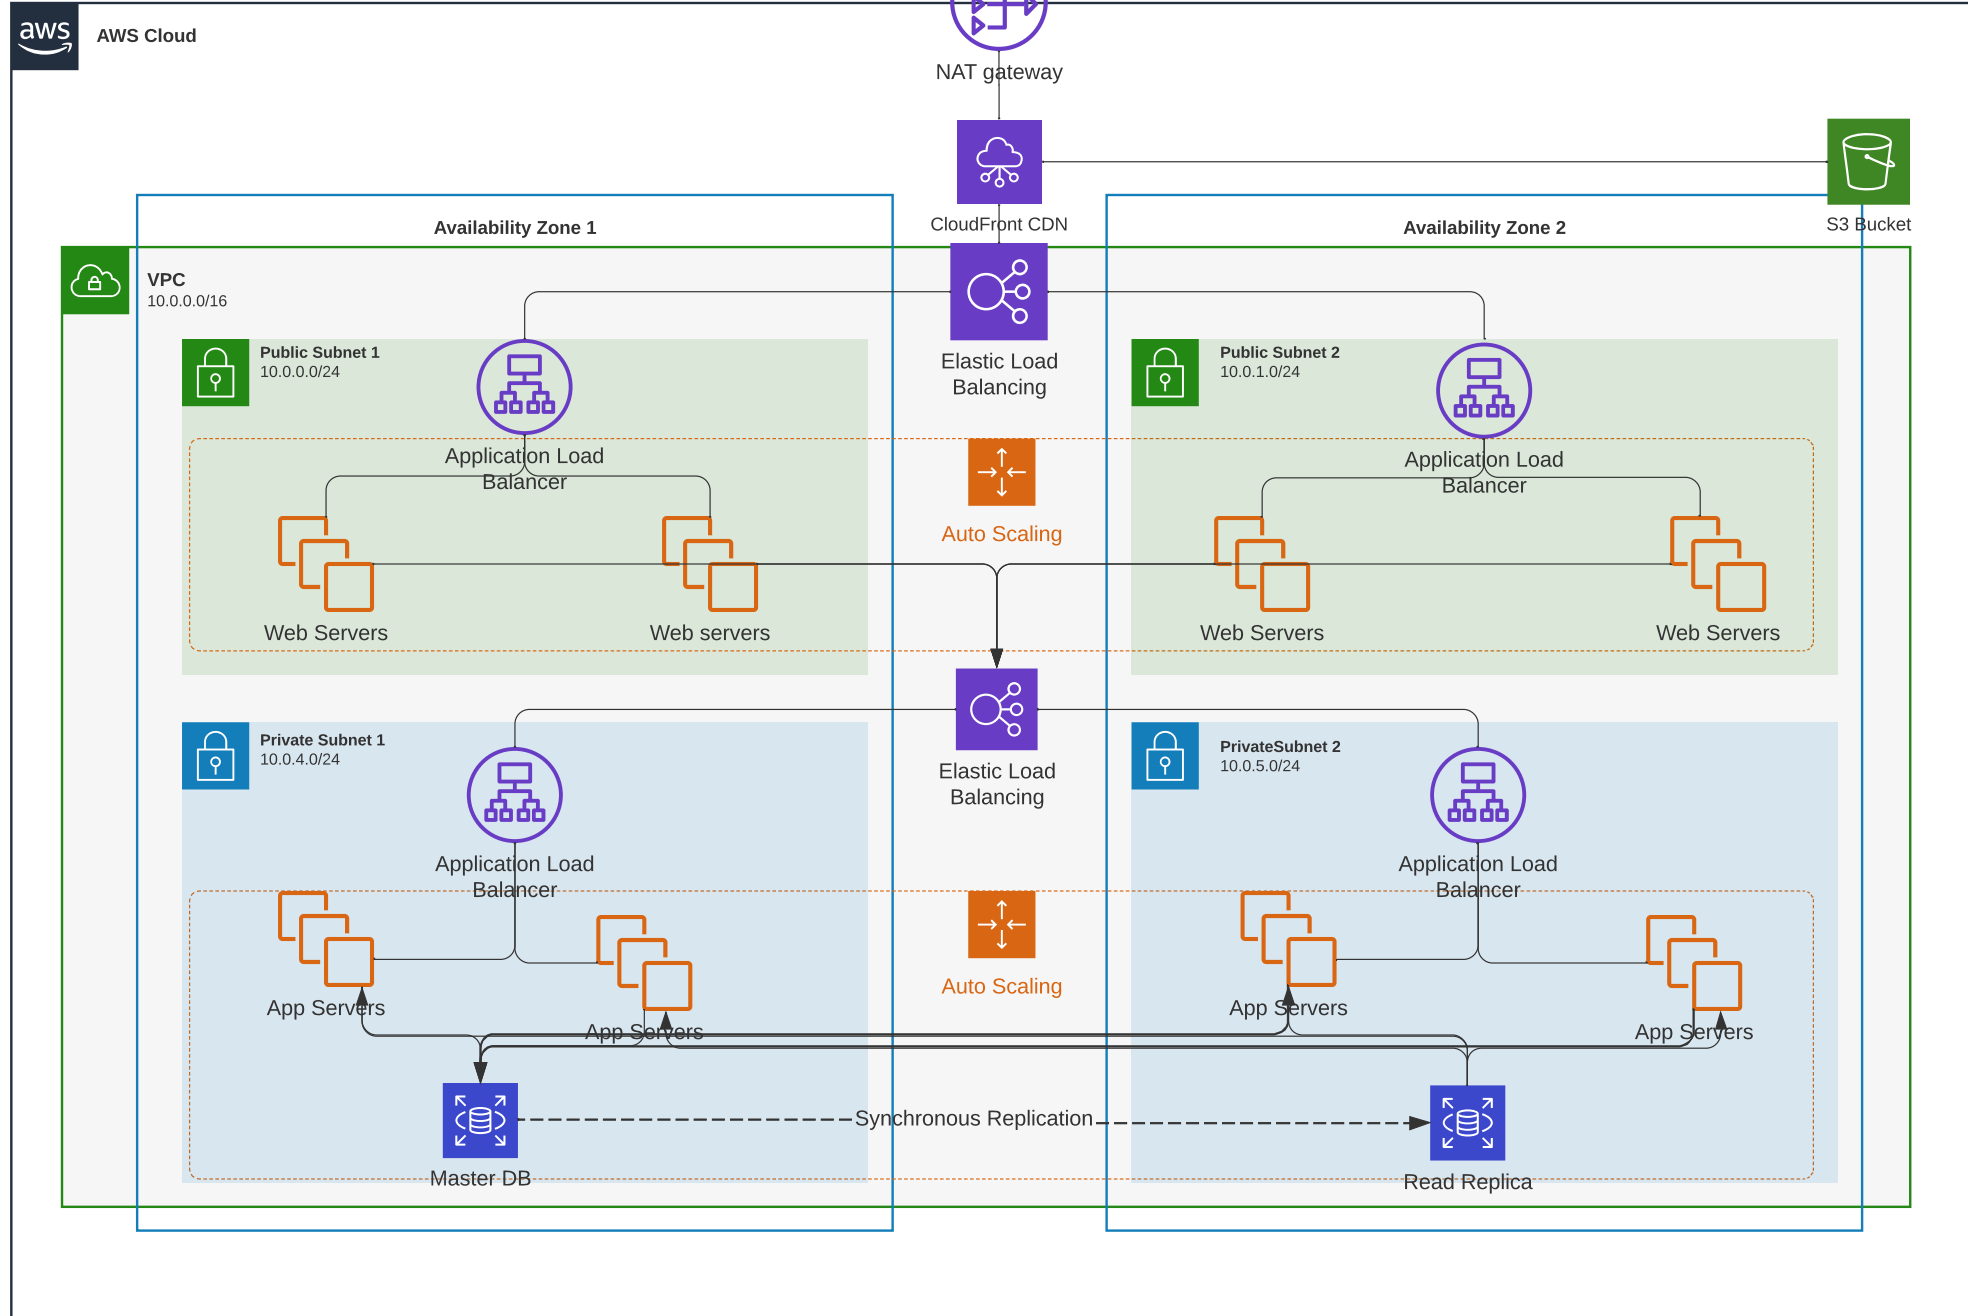 aws
AWS Cloud
NAT gateway
CloudFront CDN
S3 Bucket
Availability Zone 1
Availability Zone 2
VPC
10.0.0.0/16
Public Subnet 1
10.0.0.0/24
Elastic Load
Balancing
Public Subnet 2
10.0.1.0/24
Application Load
Balancer
Application Load
Balancer
Auto Scaling
Web Servers
Web servers
Web Servers
Web Servers
Private Subnet 1
10.0.4.0/24
Elastic Load
Balancing
PrivateSubnet 2
10.0.5.0/24
Application Load
Balancer
Application Load
Balancer
Auto Scaling
App Servers
App Servers
App Servers
App Servers
Synchronous Replication
Master DB
Read Replica